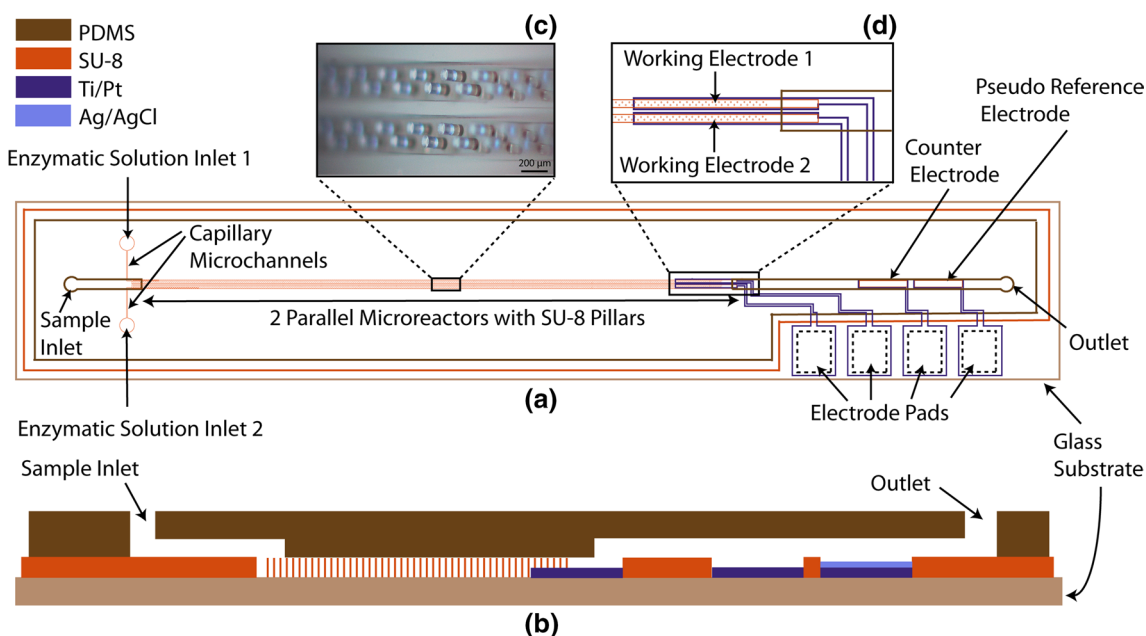 PDMS
SU-8
Ti/Pt
Ag/AgCl
(c)
(d)
200 µm
Working Electrode 1
Working Electrode 2
Pseudo Reference
Electrode
Counter
Electrode
Enzymatic Solution Inlet 1
Capillary
Microchannels
Sample
Inlet
2 Parallel Microreactors with SU-8 Pillars
Outlet
Electrode Pads
(a)
Enzymatic Solution Inlet 2
Glass
Substrate
Sample Inlet
Outlet
(b)